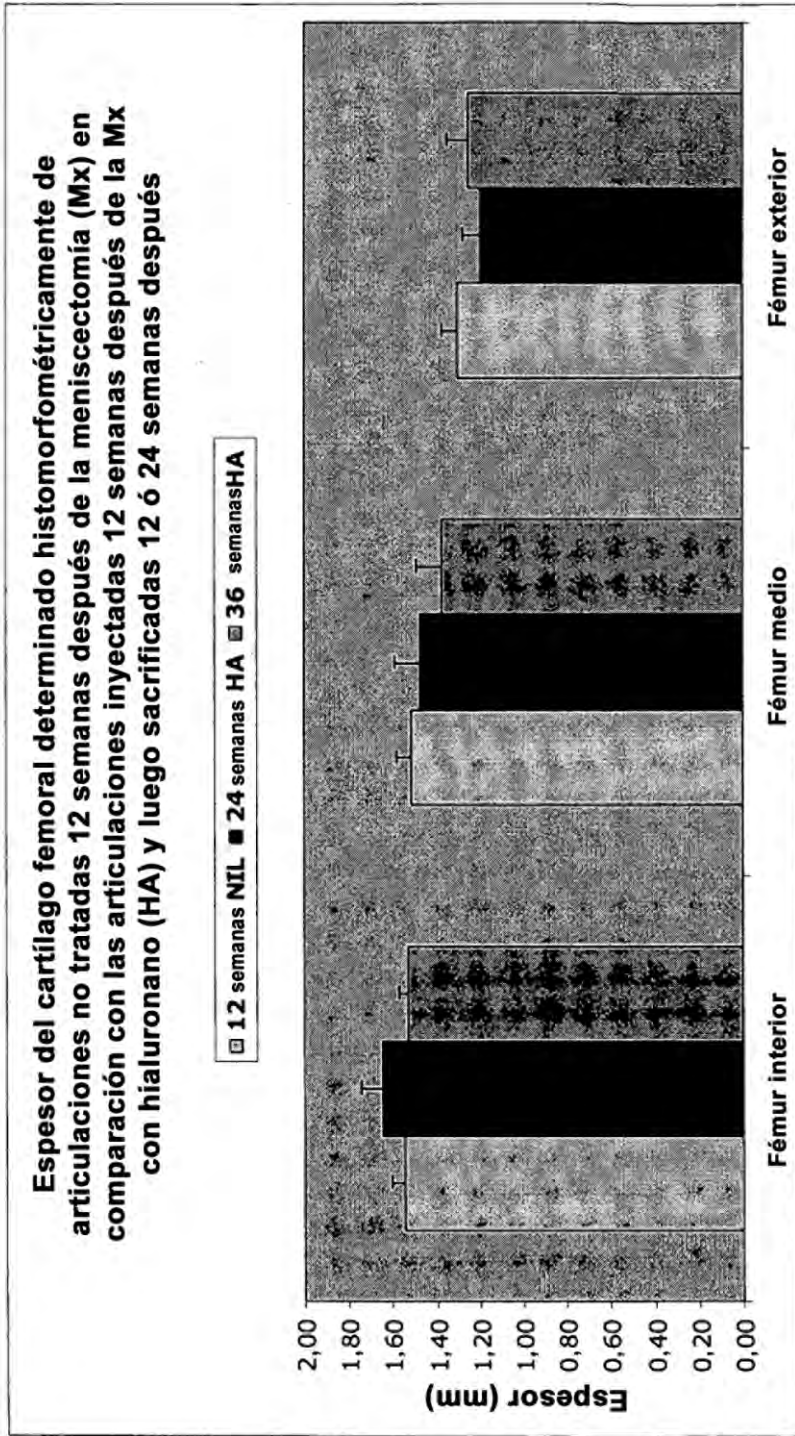 Espesor del cartílago femoral determinado histomorfométricamente de
articulaciones no tratadas 12 semanas después de la meniscectomía (Mx) en
comparación con las articulaciones inyectadas 12 semanas después de la Mx
con hialuronano (HA) y luego sacrificadas 12 ó 24 semanas después
12 semanas NIL 24 semanas HA 36 semanasHA
Espesor (mm)
2,00
1,80
1,60
1,40
1,20
1,00
0,80
0,60
0,40
0,20
0,00
Fémur interior Fémur medio Fémur exterior